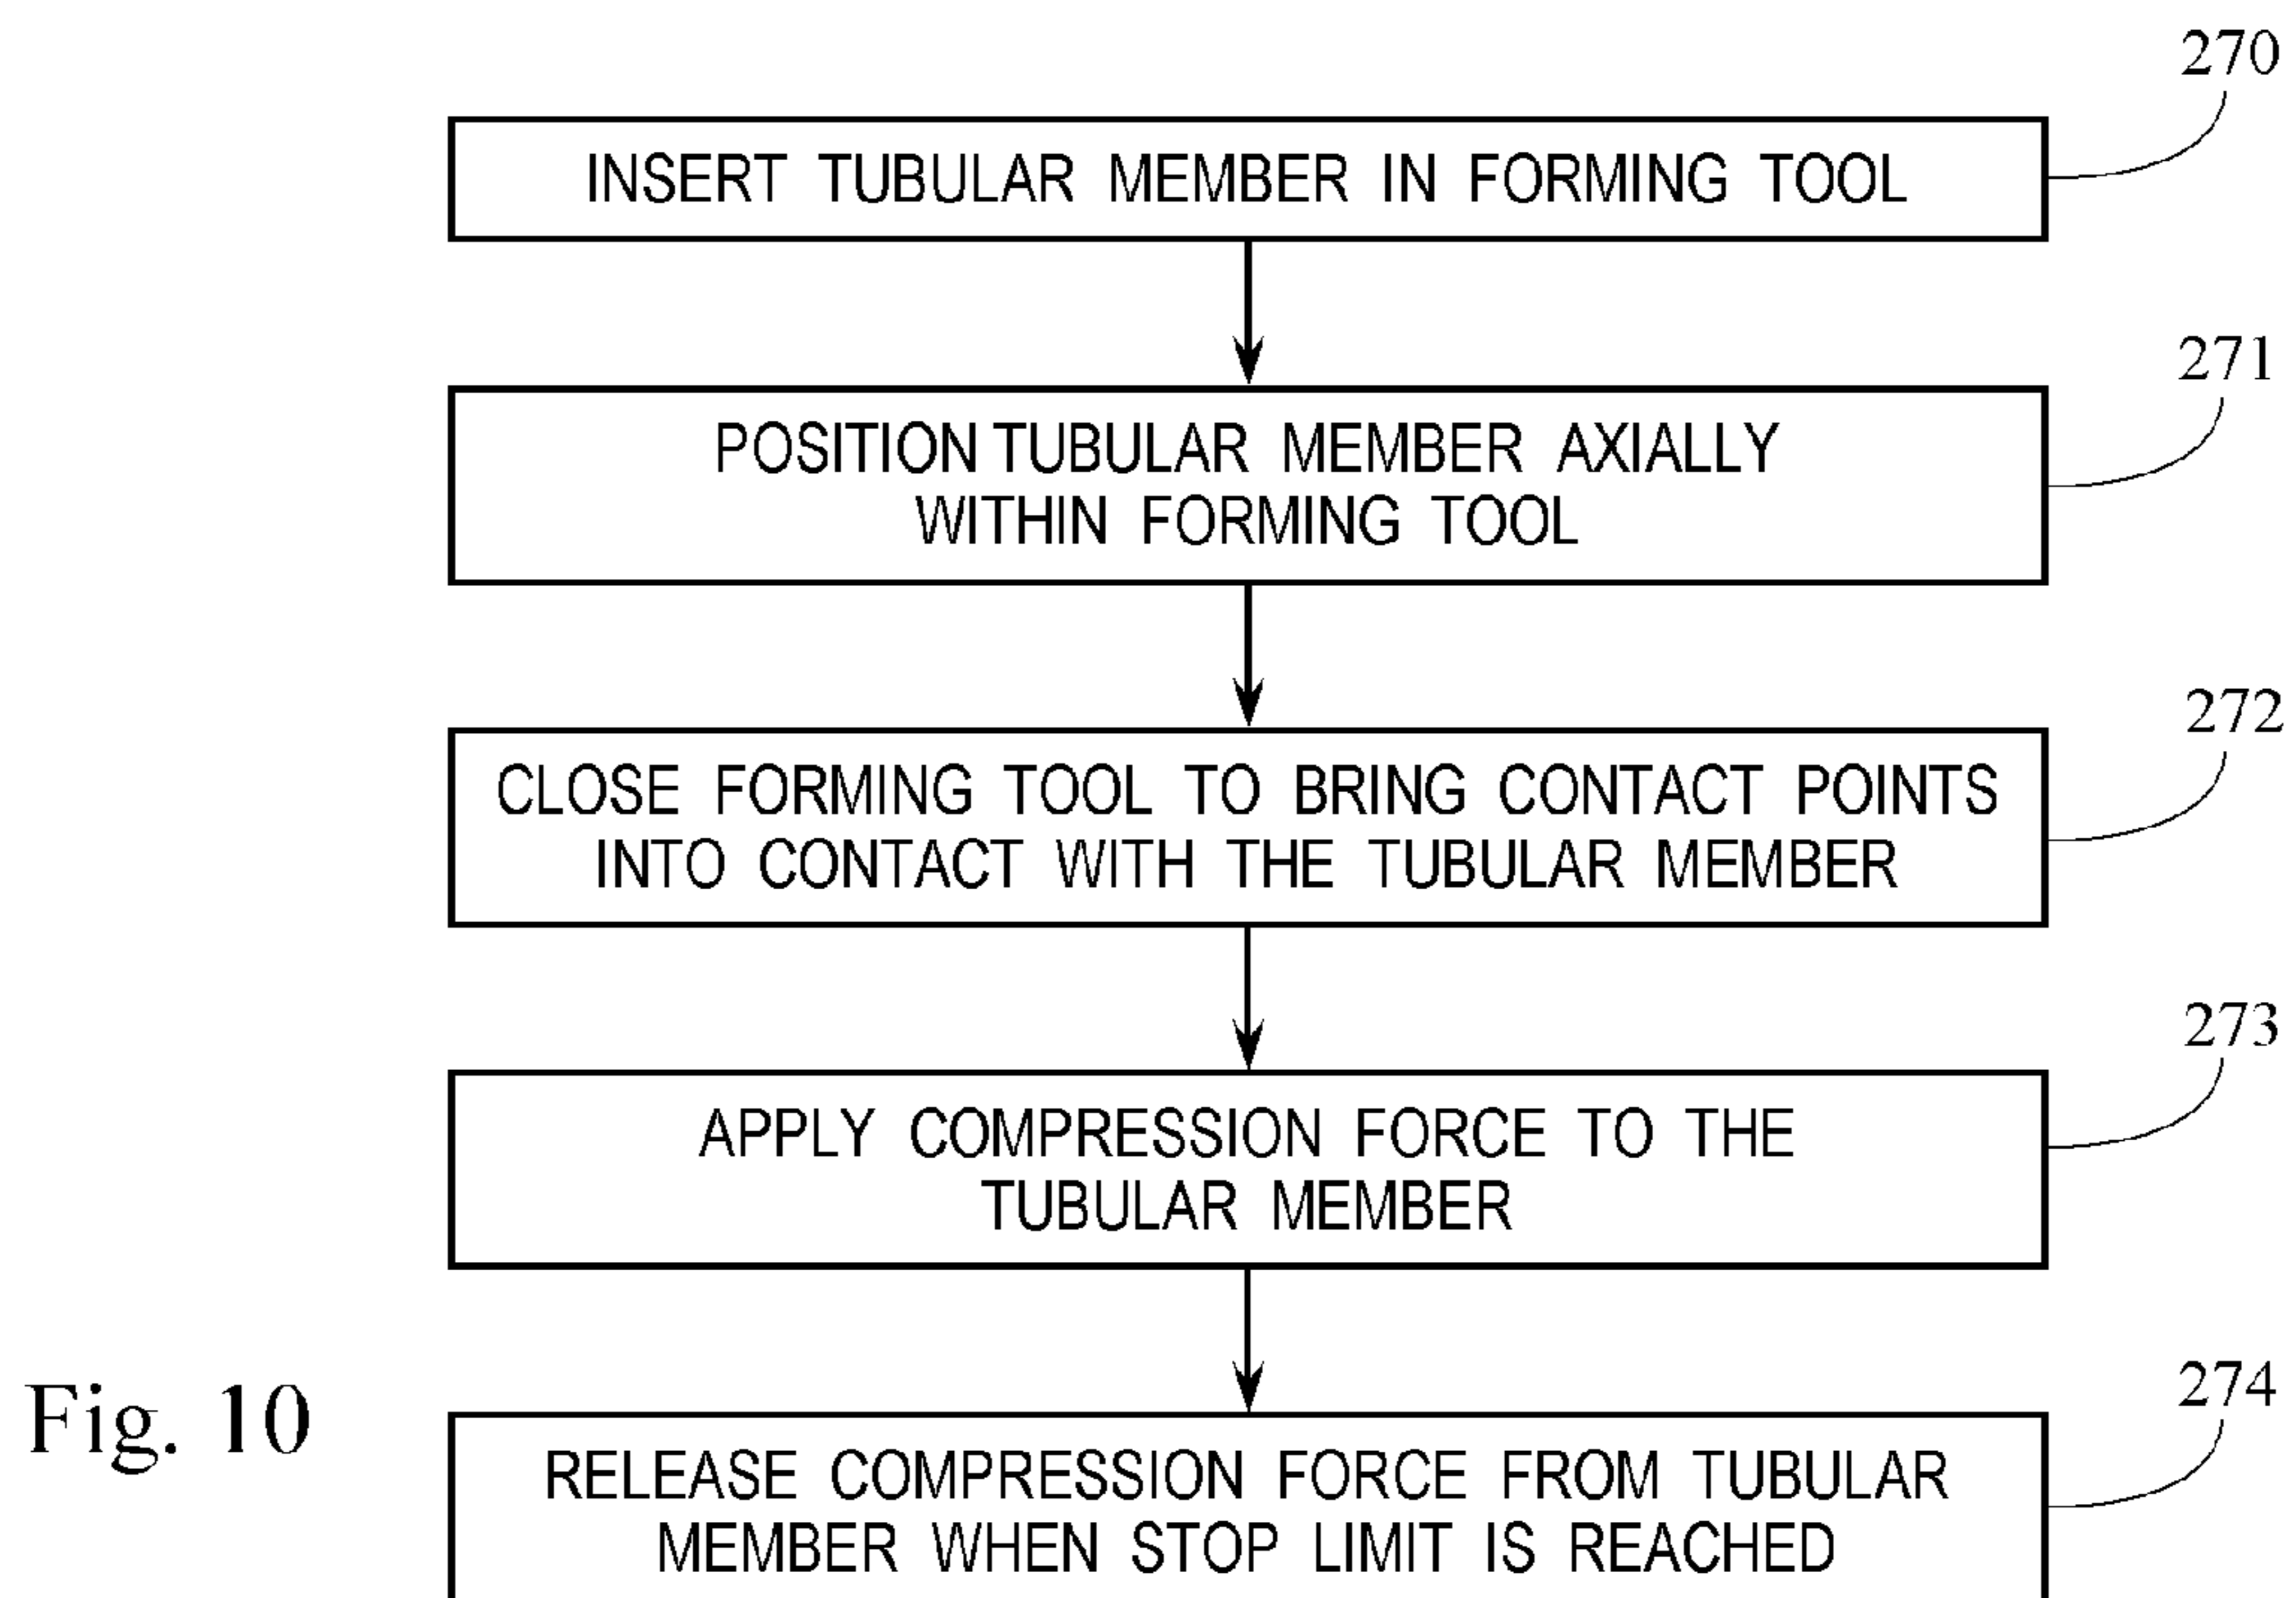 270
INSERT TUBULAR MEMBER IN FORMING TOOL
271
POSITION TUBULAR MEMBER AXIALLY
WITHIN FORMING TOOL
272
CLOSE FORMING TOOL TO BRING CONTACT POINTS
INTO CONTACT WITH THE TUBULAR MEMBER
273
APPLY COMPRESSION FORCE TO THE
TUBULAR MEMBER
274
RELEASE COMPRESSION FORCE FROM TUBULAR
MEMBER WHEN STOP LIMIT IS REACHED
Fig. 10